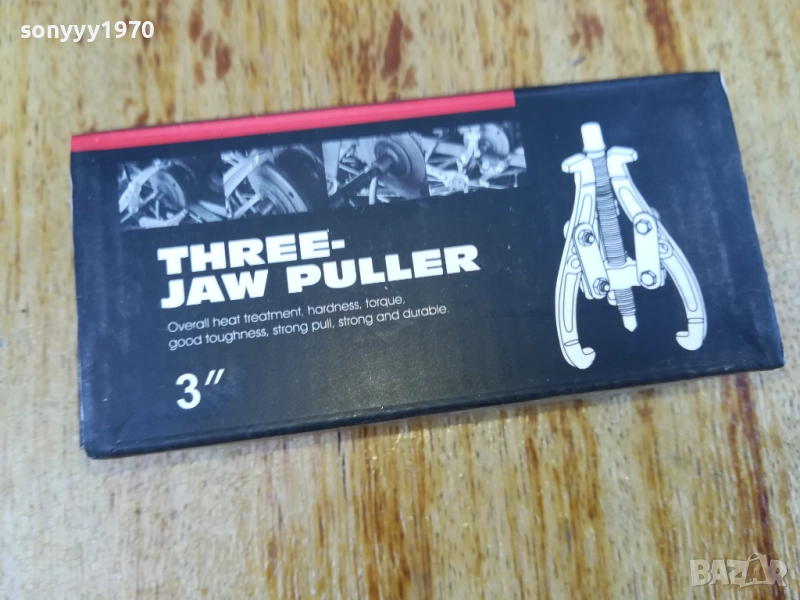 sonyyy1970
THREE-
JAW PULLER
Overall heat treatment, hardness, torque,
good toughness, strong pull, strong and durable.
3"
BAZAR